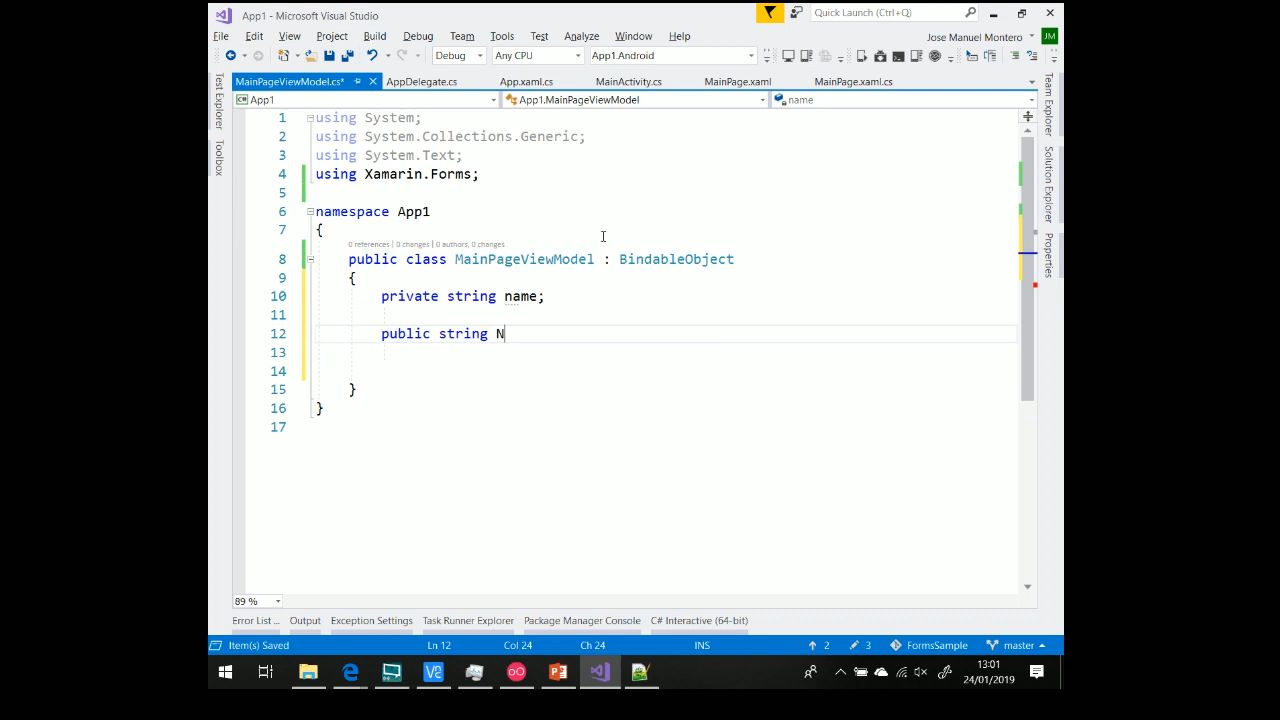 App1 - Microsoft Visual Studio
Quick Launch (Ctrl+Q)
File Edit View Project Build Debug Team Tools Test Analyze Window Help
Jose Manuel Montero JM
Debug Any CPU App1.Android
MainPageViewModel.cs* AppDelegate.cs App.xaml.cs MainActivity.cs MainPage.xaml MainPage.xaml.cs
C# App1 App1.MainPageViewModel name
Test Explorer
Toolbox
Team Explorer
Solution Explorer
Properties
1 using System;
2 using System.Collections.Generic;
3 using System.Text;
4 using Xamarin.Forms;
5
6 namespace App1
7 {
0 references | 0 changes | 0 authors, 0 changes
8 public class MainPageViewModel : BindableObject
9 {
10 private string name;
11
12 public string N
13
14
15 }
16 }
17
89 %
Error List ... Output Exception Settings Task Runner Explorer Package Manager Console C# Interactive (64-bit)
Item(s) Saved Ln 12 Col 24 Ch 24 INS 2 3 FormsSample master
13:01
24/01/2019